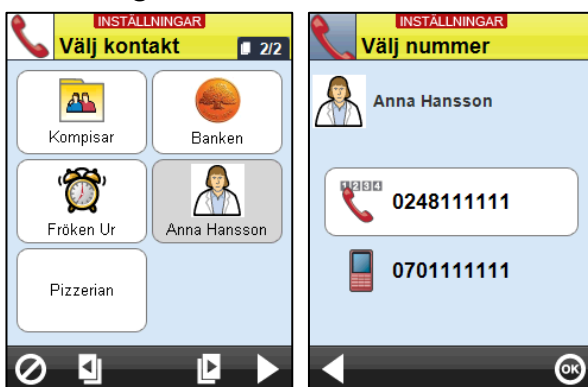 INSTÄLLNINGAR
Välj kontakt
2/2
Kompisar
Banken
Fröken Ur
Anna Hansson
Pizzerian
INSTÄLLNINGAR
Välj nummer
Anna Hansson
1234
0248111111
0701111111
OK